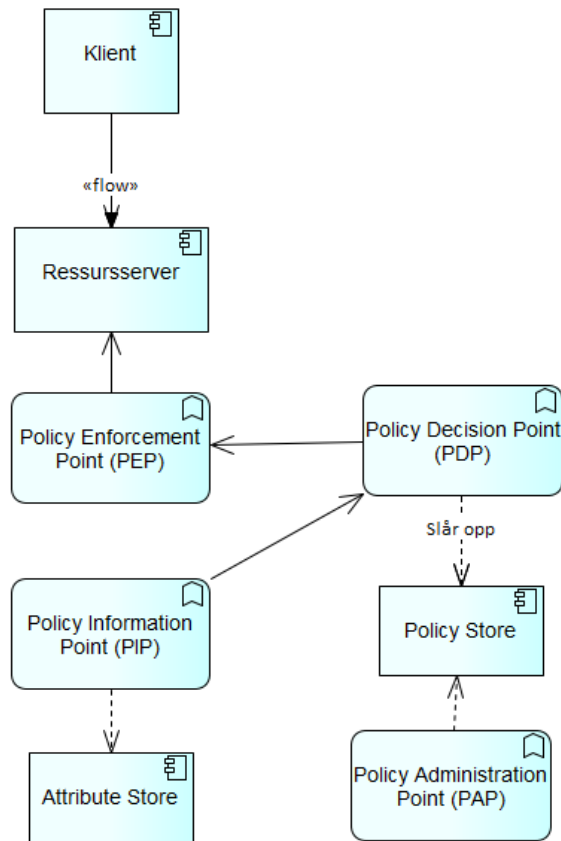 Klient
«flow»
Ressursserver
Policy Enforcement
Point (PEP)
Policy Decision Point
(PDP)
Slår opp
Policy Information
Point (PIP)
Policy Store
Attribute Store
Policy Administration
Point (PAP)